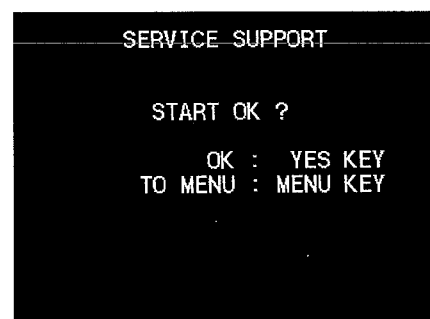 SERVICE SUPPORT
START OK ?
OK : YES KEY
TO MENU : MENU KEY